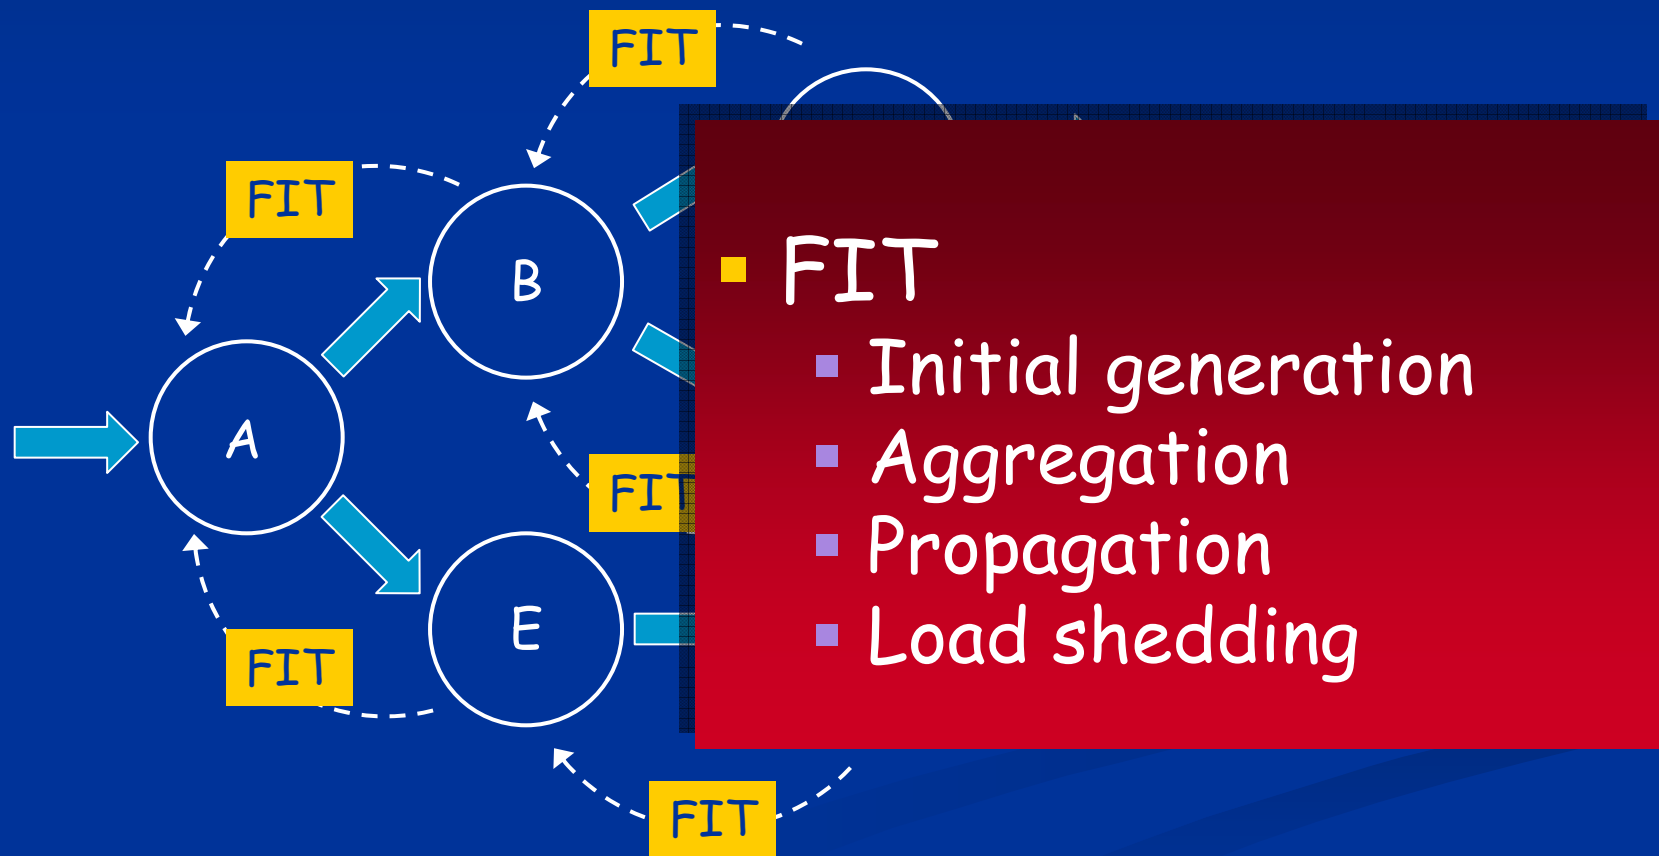 FIT
FIT
B
A
FIT
E
FIT
FIT
FIT
Initial generation
Aggregation
Propagation
Load shedding